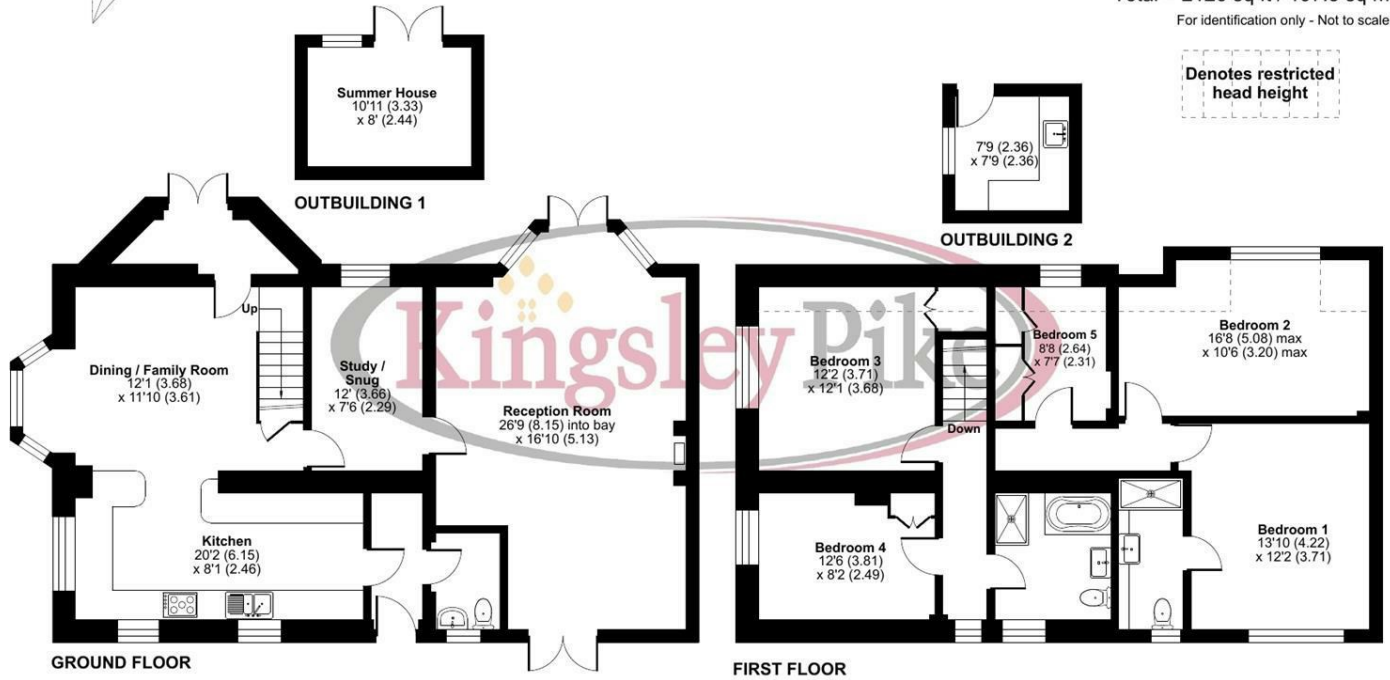 For identification only - Not to scale
Denotes restricted
head height
Summer House
10'11 (3.33)
x 8' (2.44)
OUTBUILDING 1
7'9 (2.36)
x 7'9 (2.36)
OUTBUILDING 2
Kingsley Pike
Up
Dining / Family Room
12'1 (3.68)
x 11'10 (3.61)
Study /
Snug
12' (3.66)
x 7'6 (2.29)
Reception Room
26'9 (8.15) into bay
x 16'10 (5.13)
Kitchen
20'2 (6.15)
x 8'1 (2.46)
GROUND FLOOR
Bedroom 3
12'2 (3.71)
x 12'1 (3.68)
Bedroom 5
8'8 (2.64)
x 7'7 (2.31)
Bedroom 2
16'8 (5.08) max
x 10'6 (3.20) max
Down
Bedroom 4
12'6 (3.81)
x 8'2 (2.49)
Bedroom 1
13'10 (4.22)
x 12'2 (3.71)
FIRST FLOOR